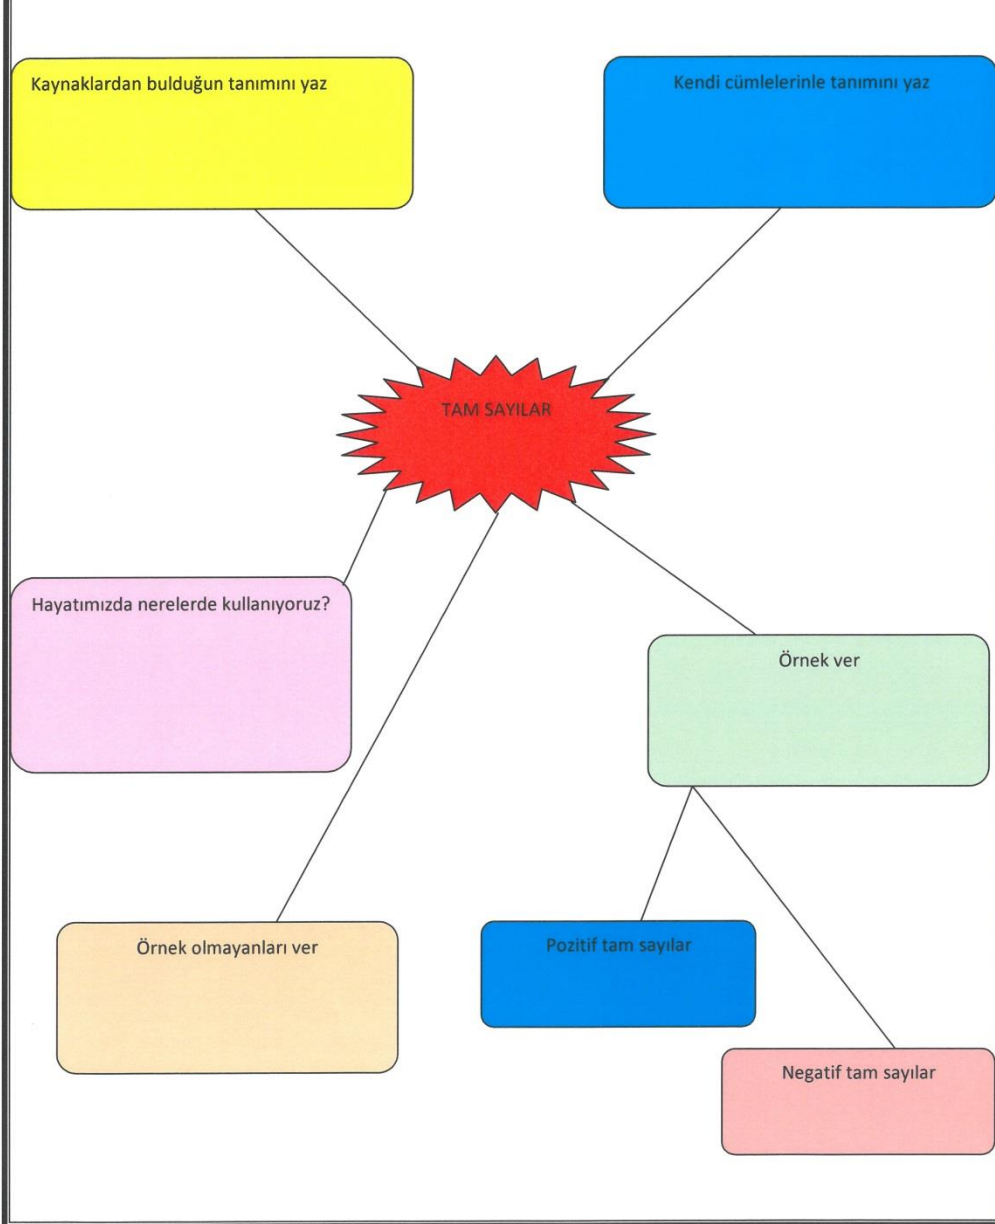 Kaynaklardan bulduğun tanımını yaz
Kendi cümlelerinle tanımını yaz
TAM SAYILAR
Hayatımızda nerelerde kullanıyoruz?
Örnek ver
Örnek olmayanları ver
Pozitif tam sayılar
Negatif tam sayılar